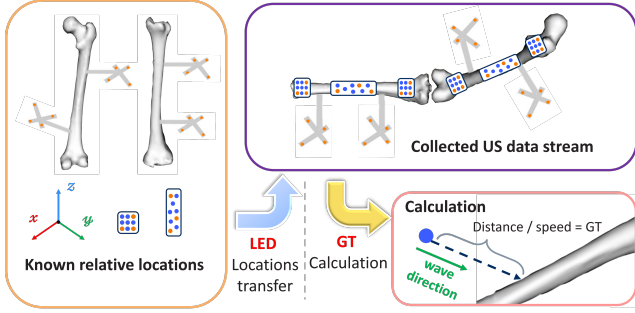 z
x
y
Known relative locations
Collected US data stream
LED
Locations
transfer
GT
Calculation
Calculation
Distance / speed = GT
wave
direction